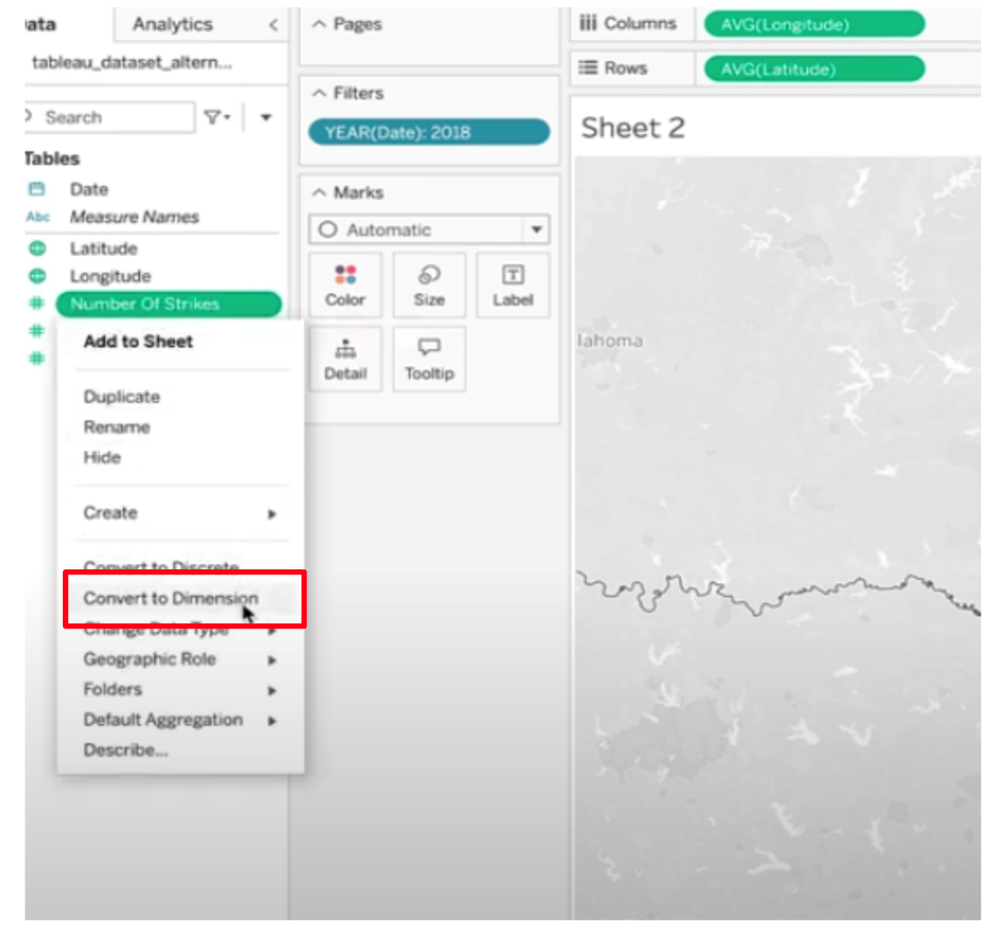 ata
Analytics
tableau_dataset_altern...
Search
Tables
Date
Abc Measure Names
Latitude
Longitude
Number Of Strikes
Add to Sheet
Duplicate
Rename
Hide
Create
Convert to Discrete
Convert to Dimension
Change Data Type
Geographic Role
Folders
Default Aggregation
Describe...
Pages
Filters
YEAR(Date): 2018
Marks
Automatic
Color
Size
Label
Detail
Tooltip
Columns
AVG(Longitude)
Rows
AVG(Latitude)
Sheet 2
lahoma